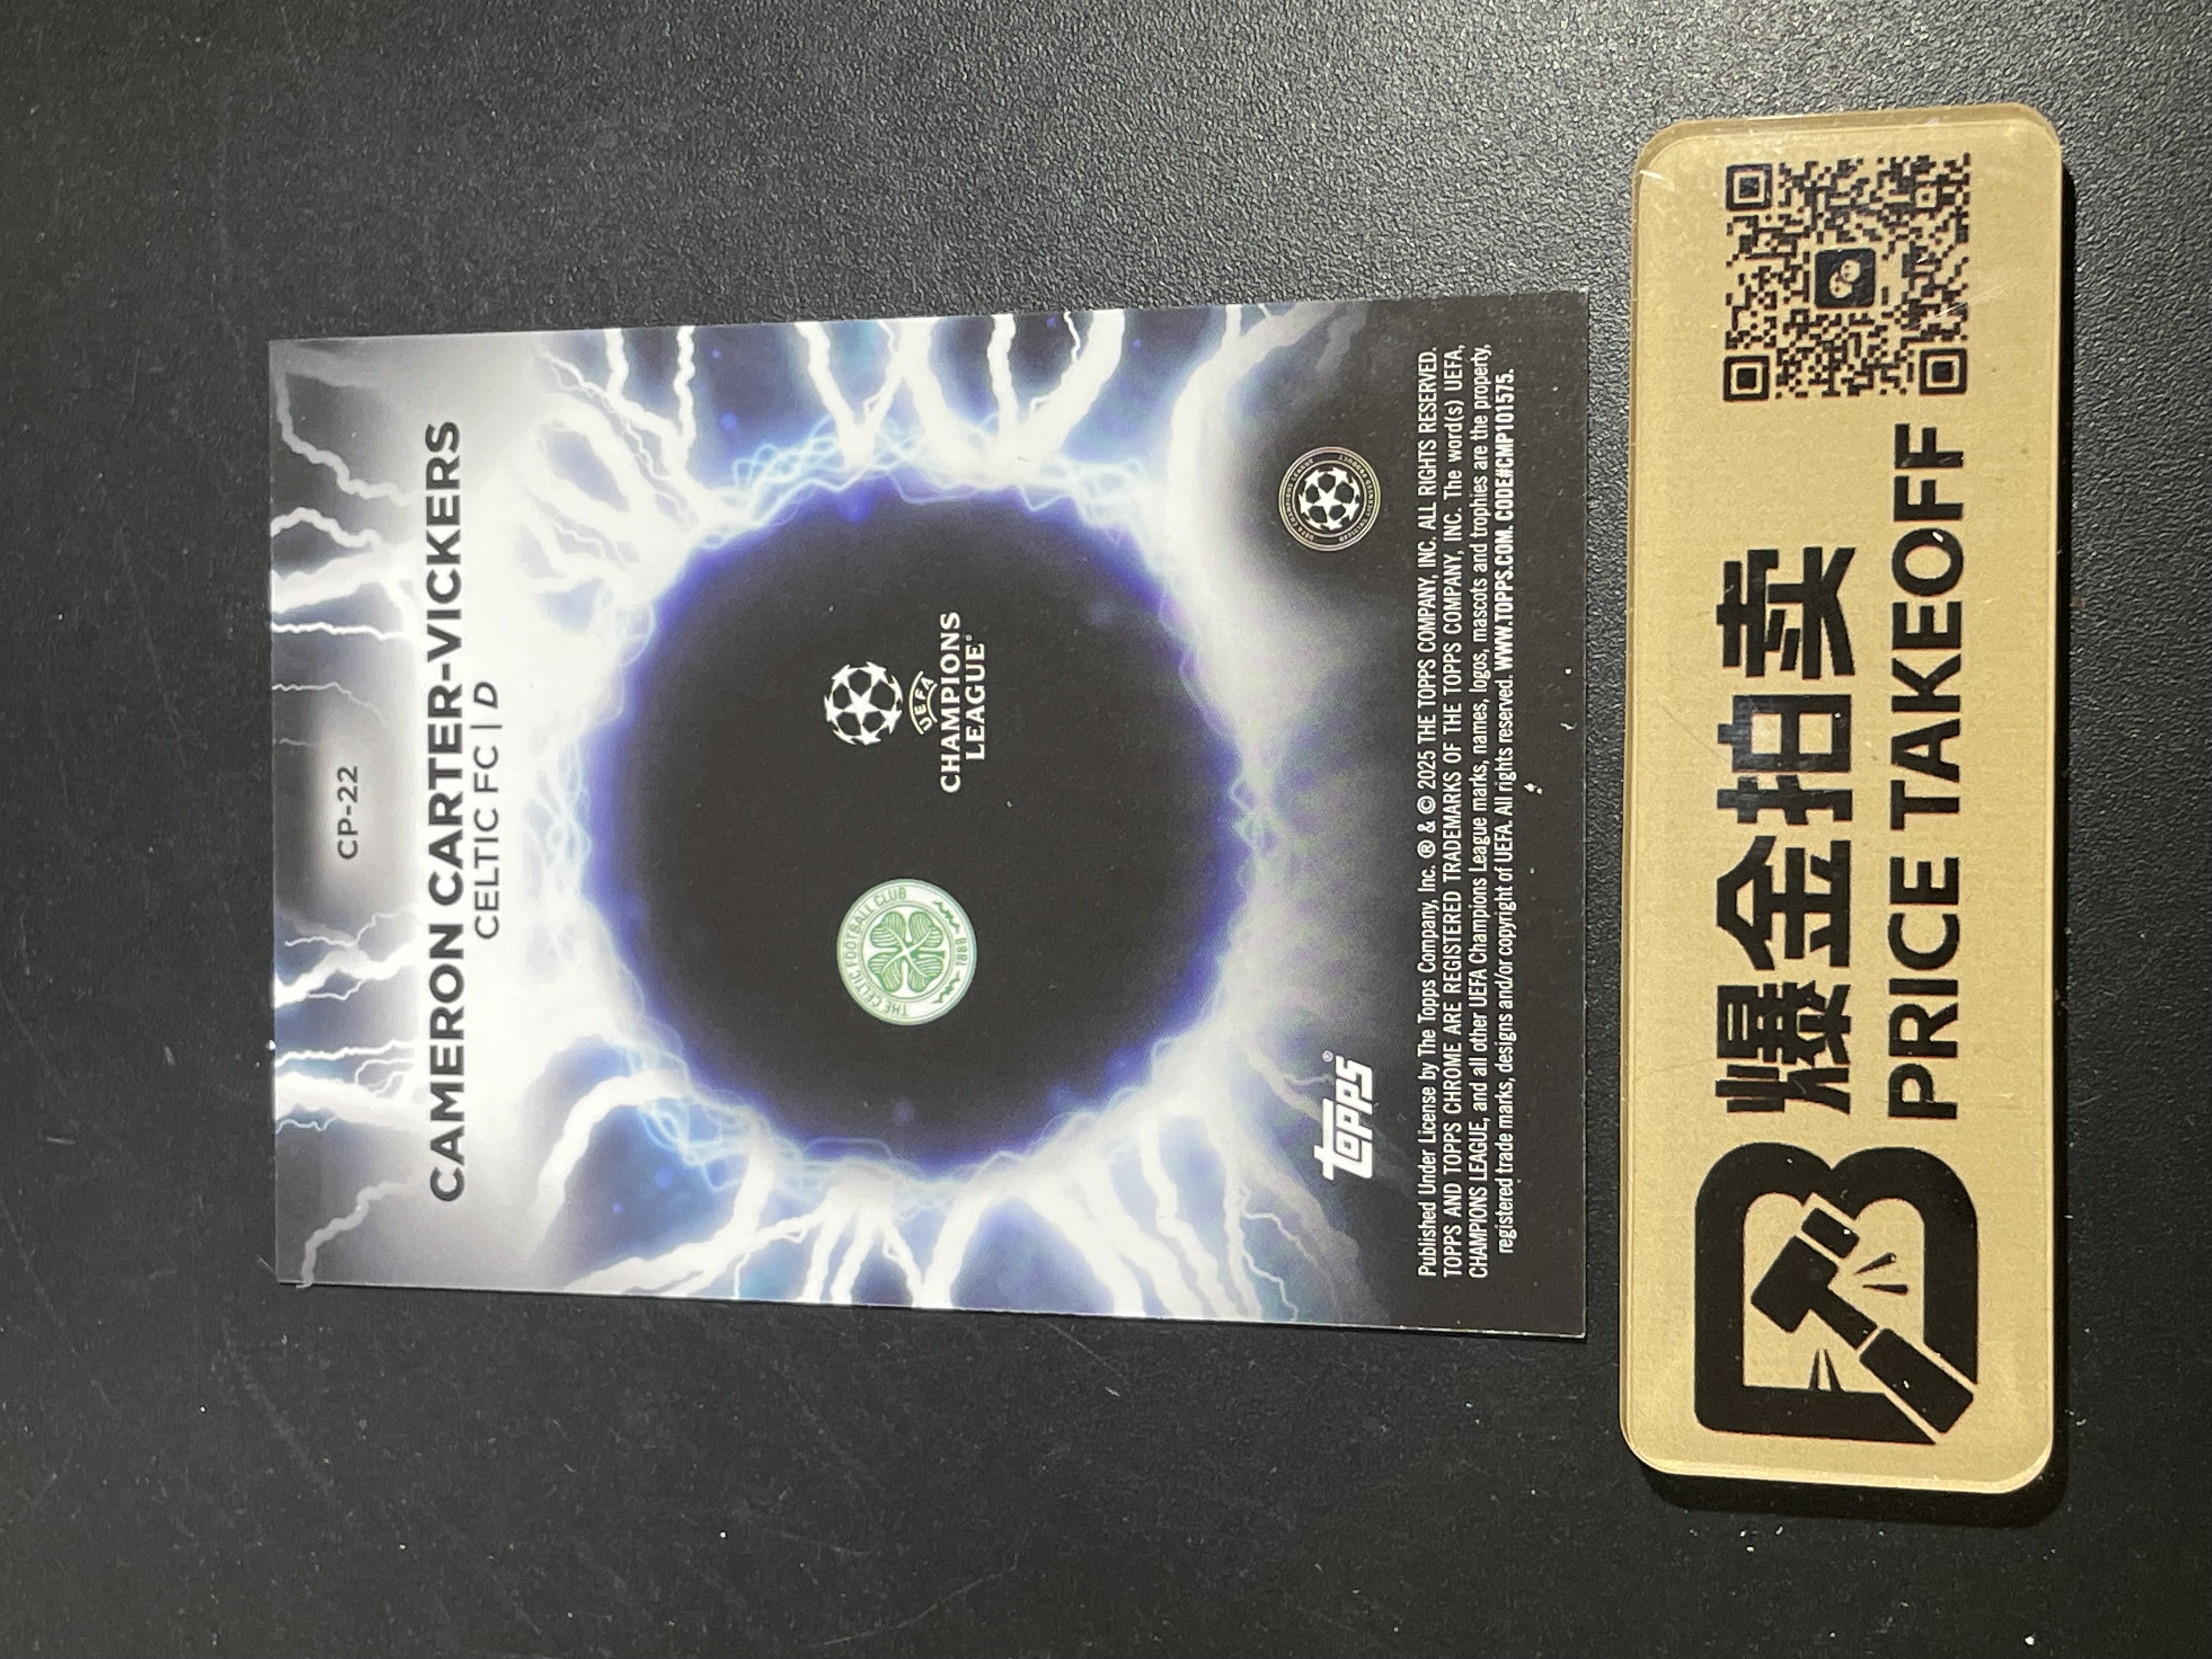 CP-22
CAMERON CARTER-VICKERS
CELTIC FC | D
THE CELTIC FOOTBALL CLUB
1888
UEFA
CHAMPIONS
LEAGUE®
topps®
Published Under License by The Topps Company, Inc. ® & © 2025 THE TOPPS COMPANY, INC. ALL RIGHTS RESERVED.
TOPPS AND TOPPS CHROME ARE REGISTERED TRADEMARKS OF THE TOPPS COMPANY, INC. The word(s) UEFA,
CHAMPIONS LEAGUE, and all other UEFA Champions League marks, names, logos, mascots and trophies are the property,
registered trade marks, designs and/or copyright of UEFA. All rights reserved. WWW.TOPPS.COM. CODE#CMP101575.
爆金拍卖
PRICE TAKEOFF